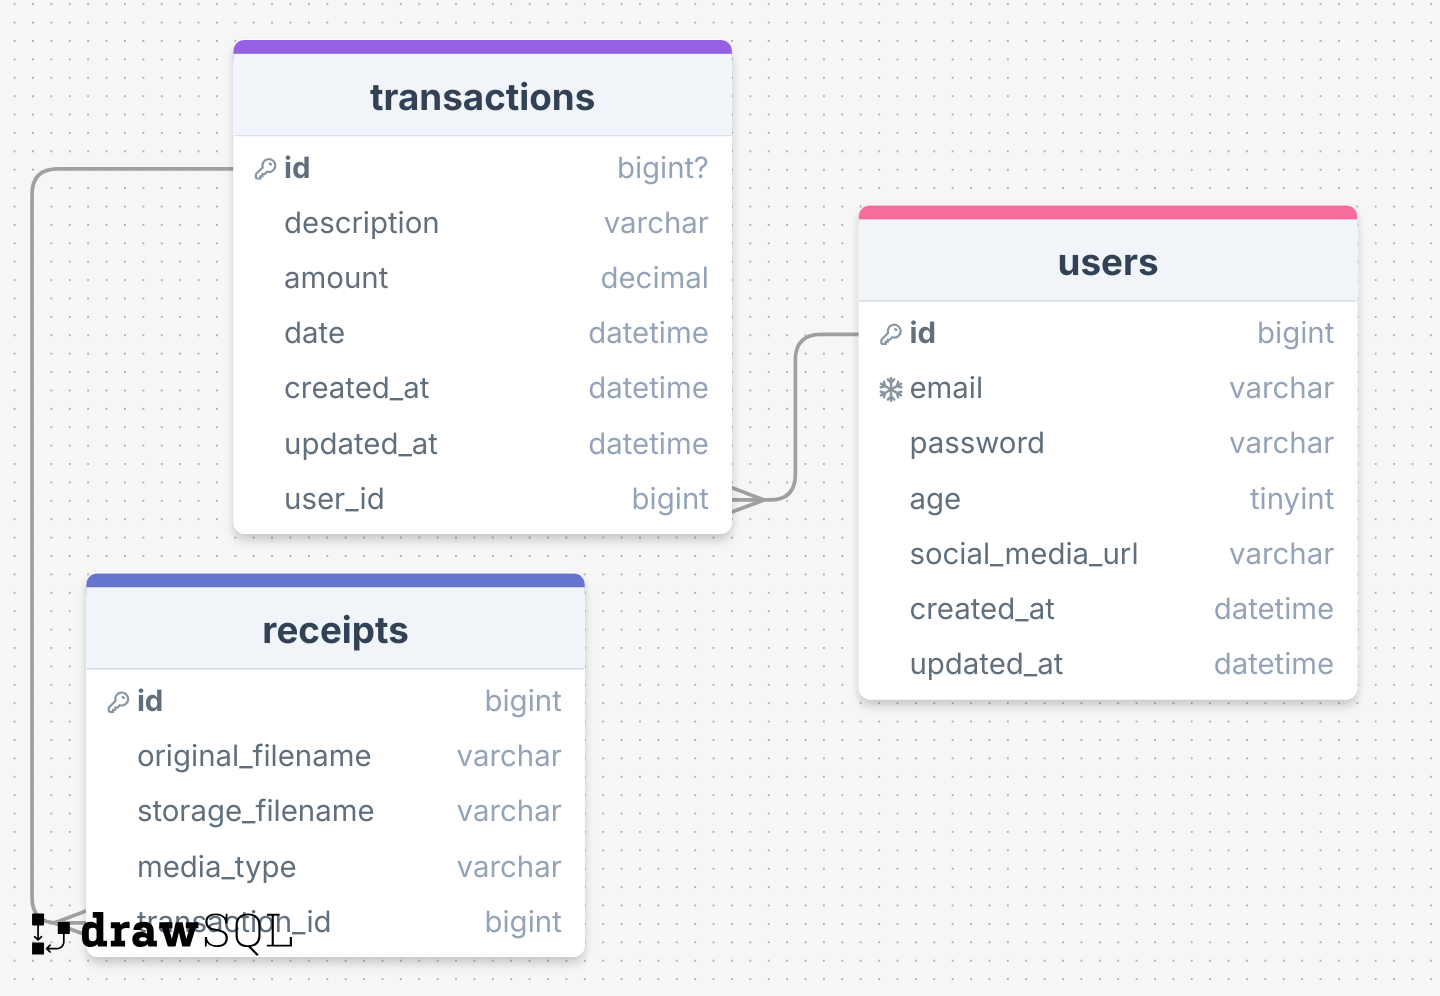 transactions
id bigint?
description varchar
amount decimal
date datetime
created_at datetime
updated_at datetime
user_id bigint
users
id bigint
email varchar
password varchar
age tinyint
social_media_url varchar
created_at datetime
updated_at datetime
receipts
id bigint
original_filename varchar
storage_filename varchar
media_type varchar
transaction_id bigint
drawSQL